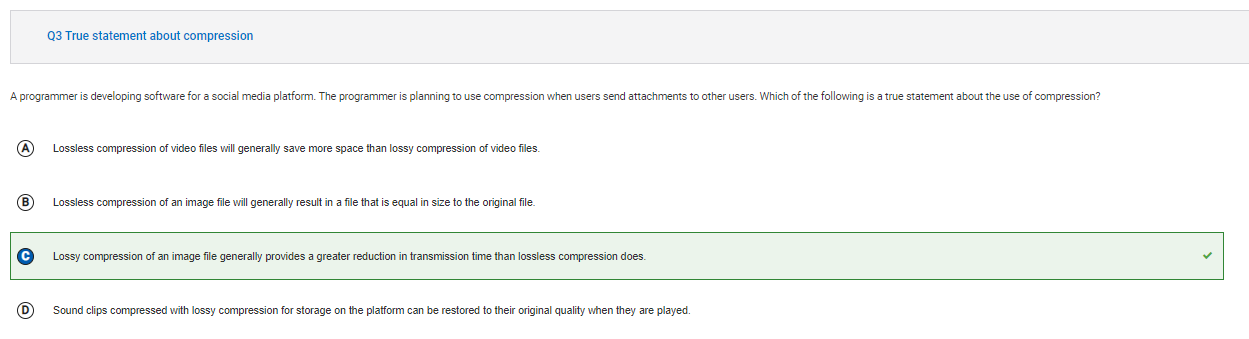 Q3 True statement about compression
A programmer is developing software for a social media platform. The programmer is planning to use compression when users send attachments to other users. Which of the following is a true statement about the use of compression?
A Lossless compression of video files will generally save more space than lossy compression of video files.
B Lossless compression of an image file will generally result in a file that is equal in size to the original file.
C Lossy compression of an image file generally provides a greater reduction in transmission time than lossless compression does.
D Sound clips compressed with lossy compression for storage on the platform can be restored to their original quality when they are played.